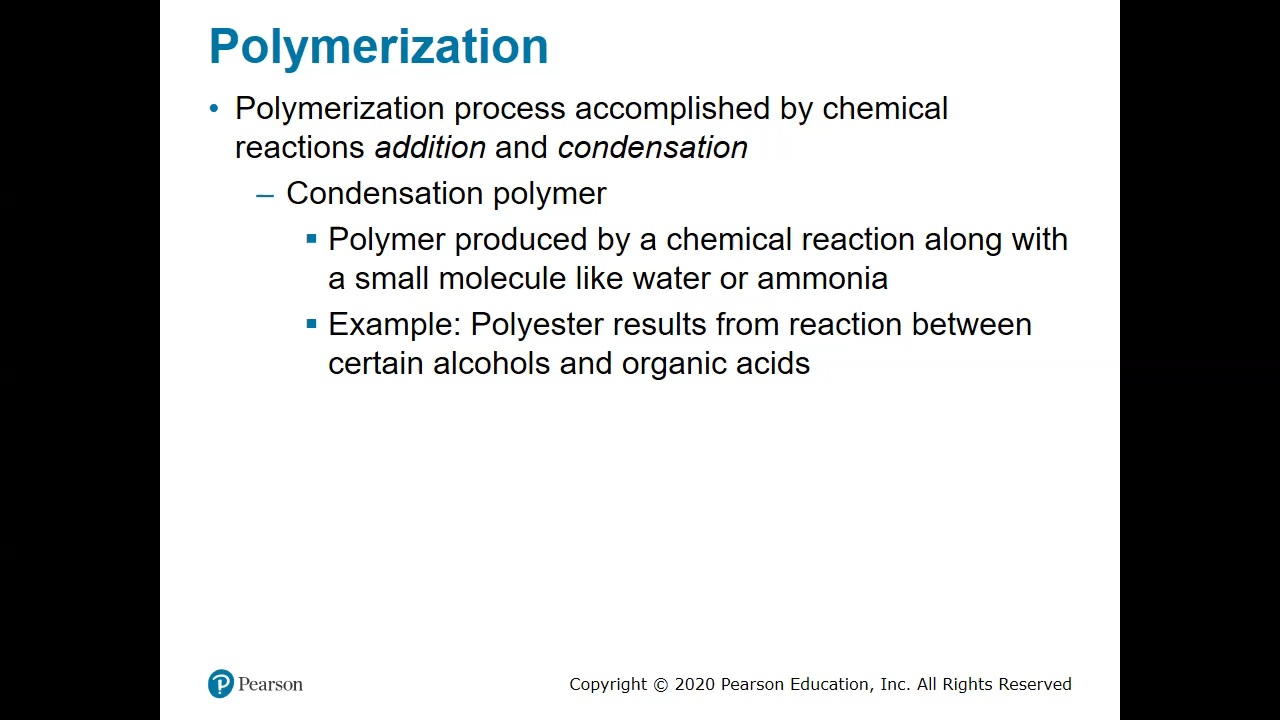 Polymerization
• Polymerization process accomplished by chemical
reactions addition and condensation
– Condensation polymer
▪ Polymer produced by a chemical reaction along with
a small molecule like water or ammonia
▪ Example: Polyester results from reaction between
certain alcohols and organic acids
Pearson
Copyright © 2020 Pearson Education, Inc. All Rights Reserved